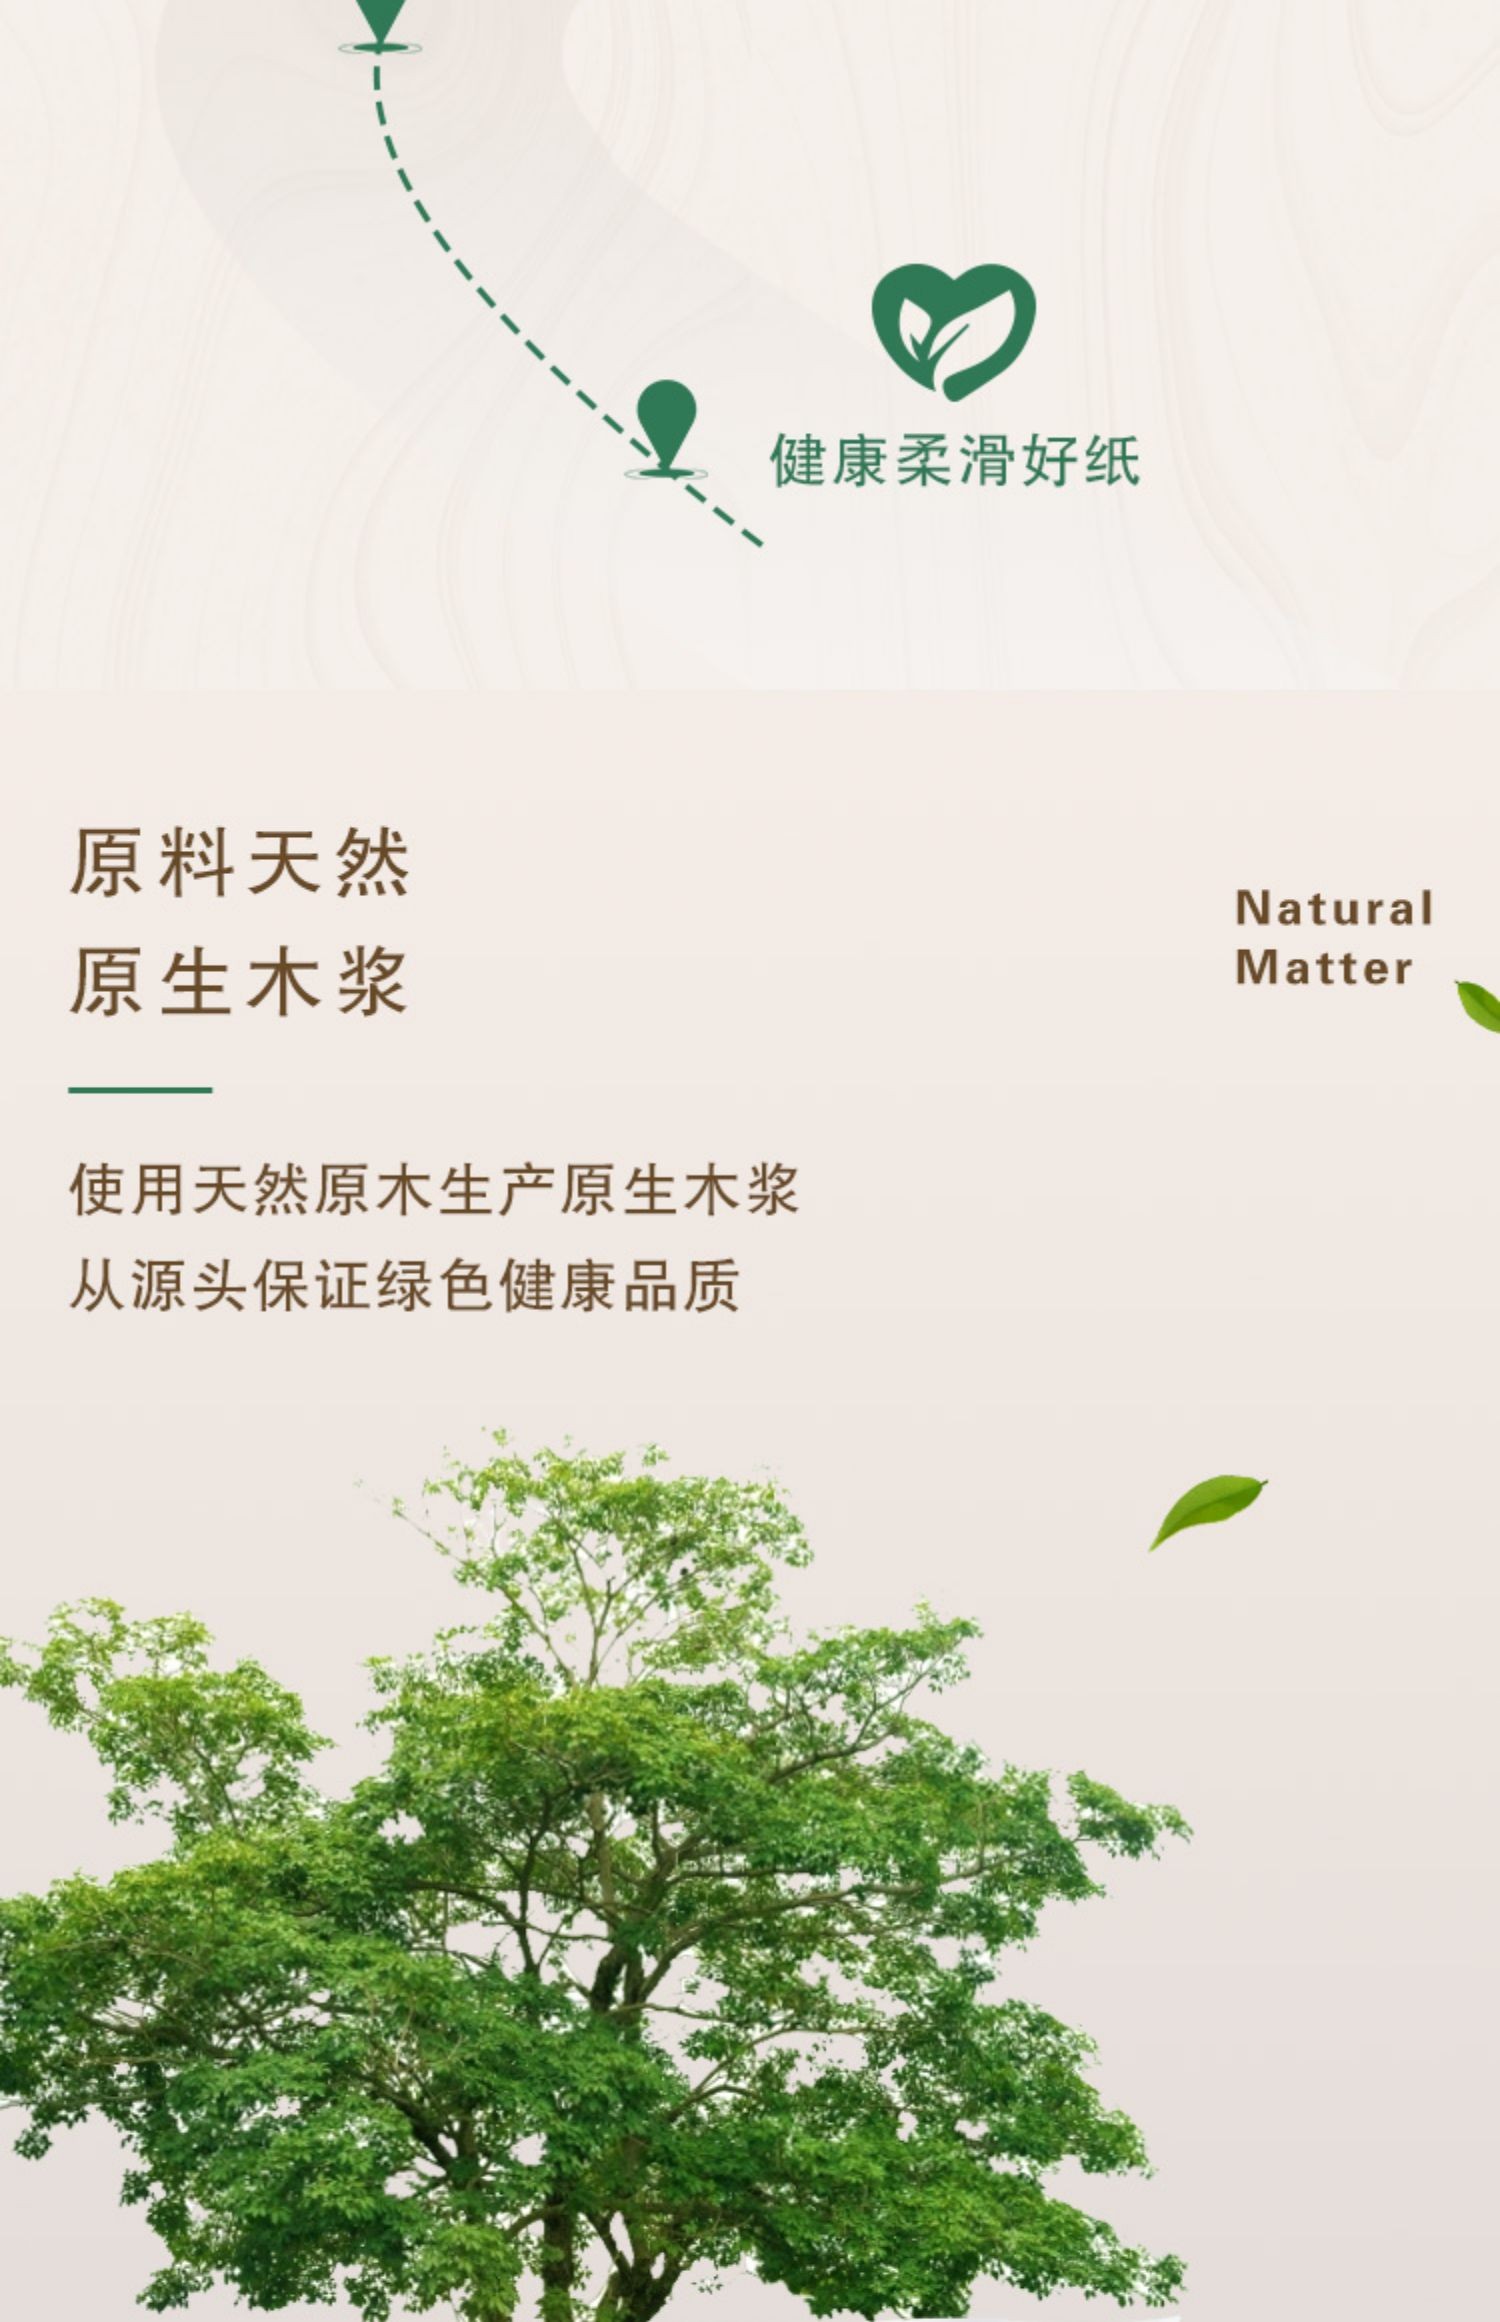 健康柔滑好纸
原料天然
原生木浆
Natural
Matter
使用天然原木生产原生木浆
从源头保证绿色健康品质